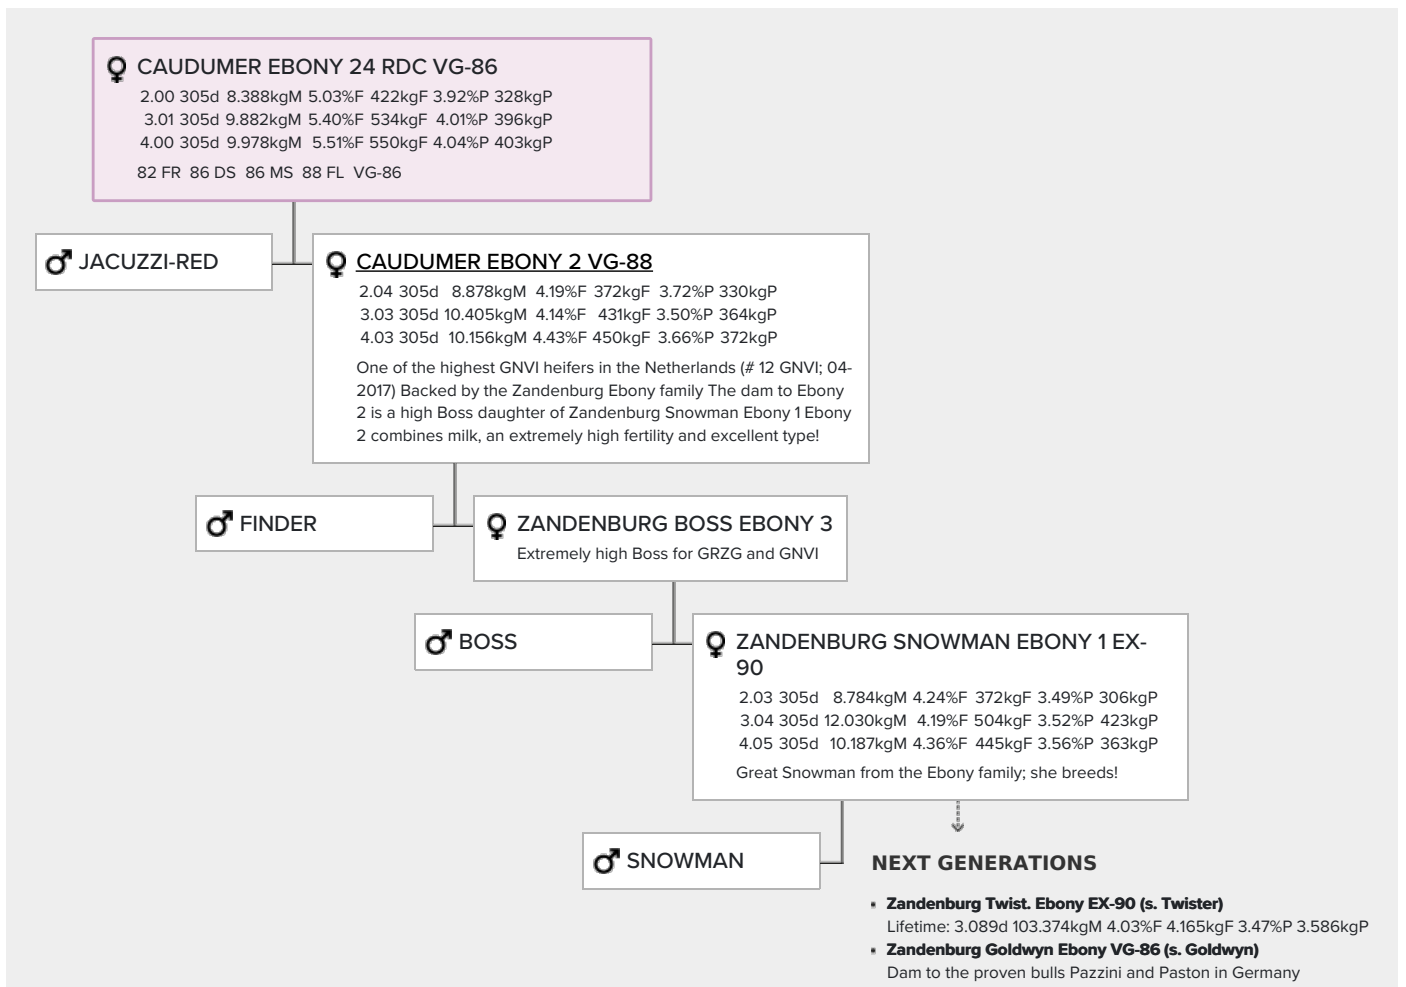 CAUDUMER EBONY 24 RDC VG-86
2.00 305d 8.388kgM 5.03%F 422kgF 3.92%P 328kgP
3.01 305d 9.882kgM 5.40%F 534kgF 4.01%P 396kgP
4.00 305d 9.978kgM 5.51%F 550kgF 4.04%P 403kgP
82 FR 86 DS 86 MS 88 FL VG-86
JACUZZI-RED
CAUDUMER EBONY 2 VG-88
2.04 305d 8.878kgM 4.19%F 372kgF 3.72%P 330kgP
3.03 305d 10.405kgM 4.14%F 431kgF 3.50%P 364kgP
4.03 305d 10.156kgM 4.43%F 450kgF 3.66%P 372kgP
One of the highest GNVI heifers in the Netherlands (# 12 GNVI; 04-
2017) Backed by the Zandenburg Ebony family The dam to Ebony
2 is a high Boss daughter of Zandenburg Snowman Ebony 1 Ebony
2 combines milk, an extremely high fertility and excellent type!
FINDER
ZANDENBURG BOSS EBONY 3
Extremely high Boss for GRZG and GNVI
BOSS
ZANDENBURG SNOWMAN EBONY 1 EX-
90
2.03 305d 8.784kgM 4.24%F 372kgF 3.49%P 306kgP
3.04 305d 12.030kgM 4.19%F 504kgF 3.52%P 423kgP
4.05 305d 10.187kgM 4.36%F 445kgF 3.56%P 363kgP
Great Snowman from the Ebony family; she breeds!
SNOWMAN
NEXT GENERATIONS
Zandenburg Twist. Ebony EX-90 (s. Twister)
Lifetime: 3.089d 103.374kgM 4.03%F 4.165kgF 3.47%P 3.586kgP
Zandenburg Goldwyn Ebony VG-86 (s. Goldwyn)
Dam to the proven bulls Pazzini and Paston in Germany